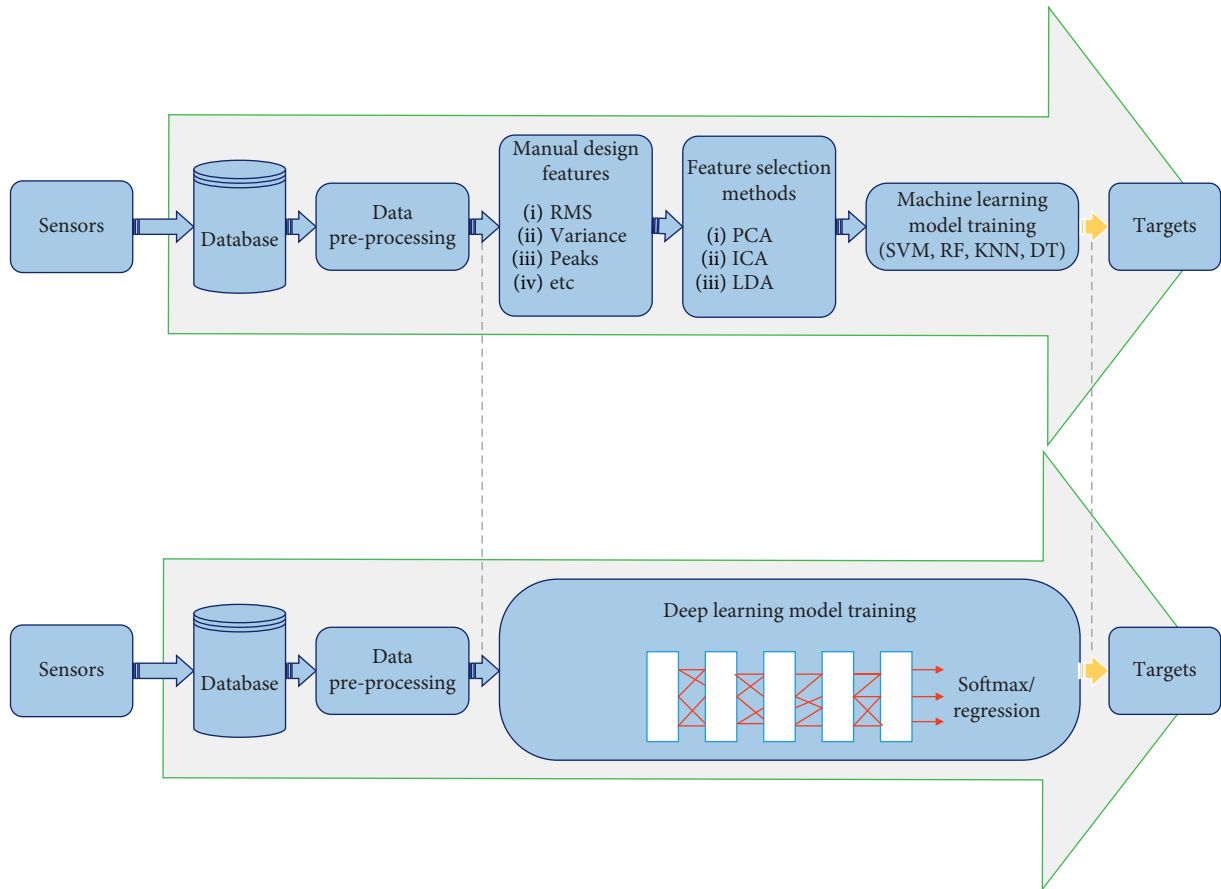 Sensors
Database
Data
pre-processing
Manual design
features
(i) RMS
(ii) Variance
(iii) Peaks
(iv) etc
Feature selection
methods
(i) PCA
(ii) ICA
(iii) LDA
Machine learning
model training
(SVM, RF, KNN, DT)
Targets
Sensors
Database
Data
pre-processing
Deep learning model training
Softmax/
regression
Targets